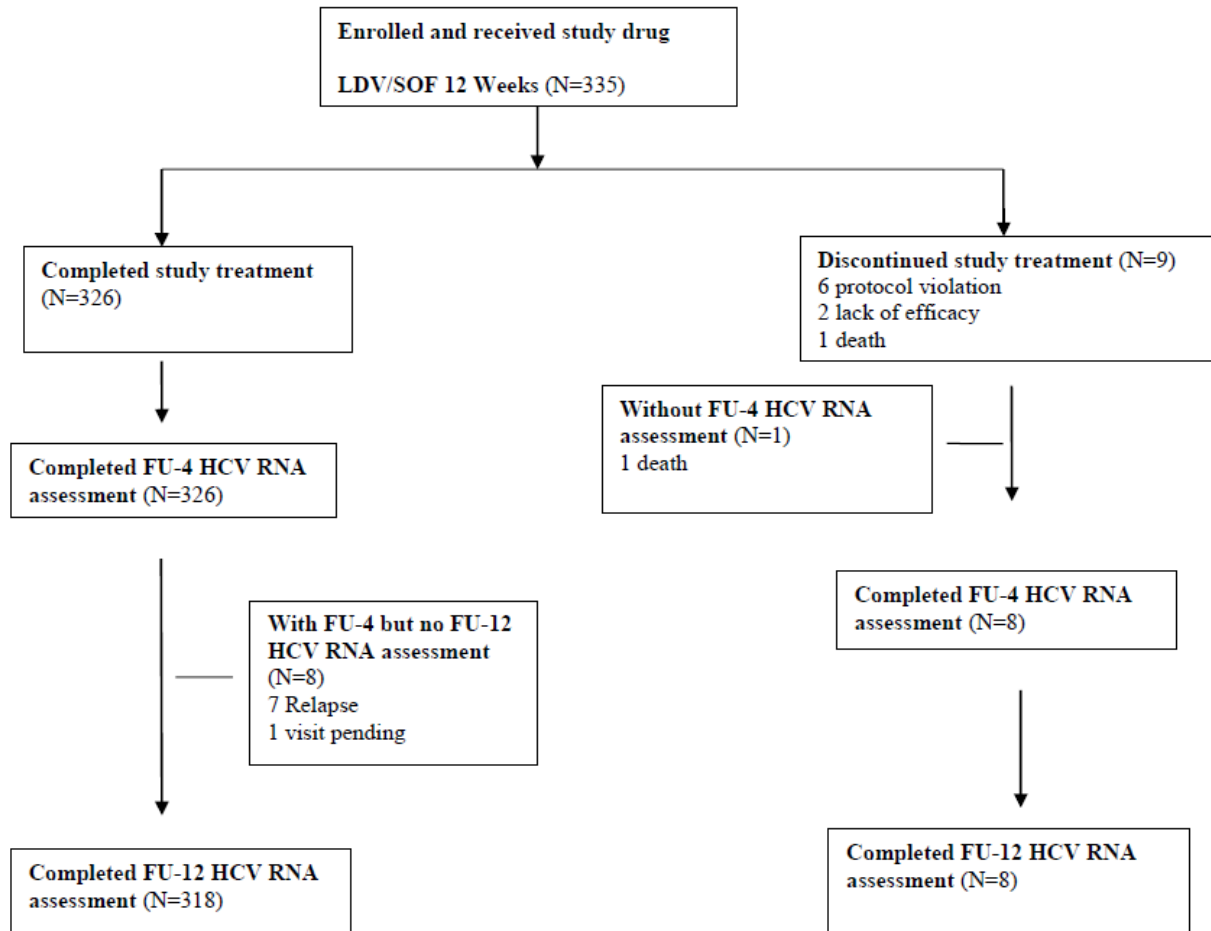 Enrolled and received study drug
LDV/SOF 12 Weeks (N=335)
Completed study treatment
(N=326)
Discontinued study treatment (N=9)
6 protocol violation
2 lack of efficacy
1 death
Without FU-4 HCV RNA
assessment (N=1)
1 death
Completed FU-4 HCV RNA
assessment (N=326)
Completed FU-4 HCV RNA
assessment (N=8)
With FU-4 but no FU-12
HCV RNA assessment
(N=8)
7 Relapse
1 visit pending
Completed FU-12 HCV RNA
assessment (N=318)
Completed FU-12 HCV RNA
assessment (N=8)